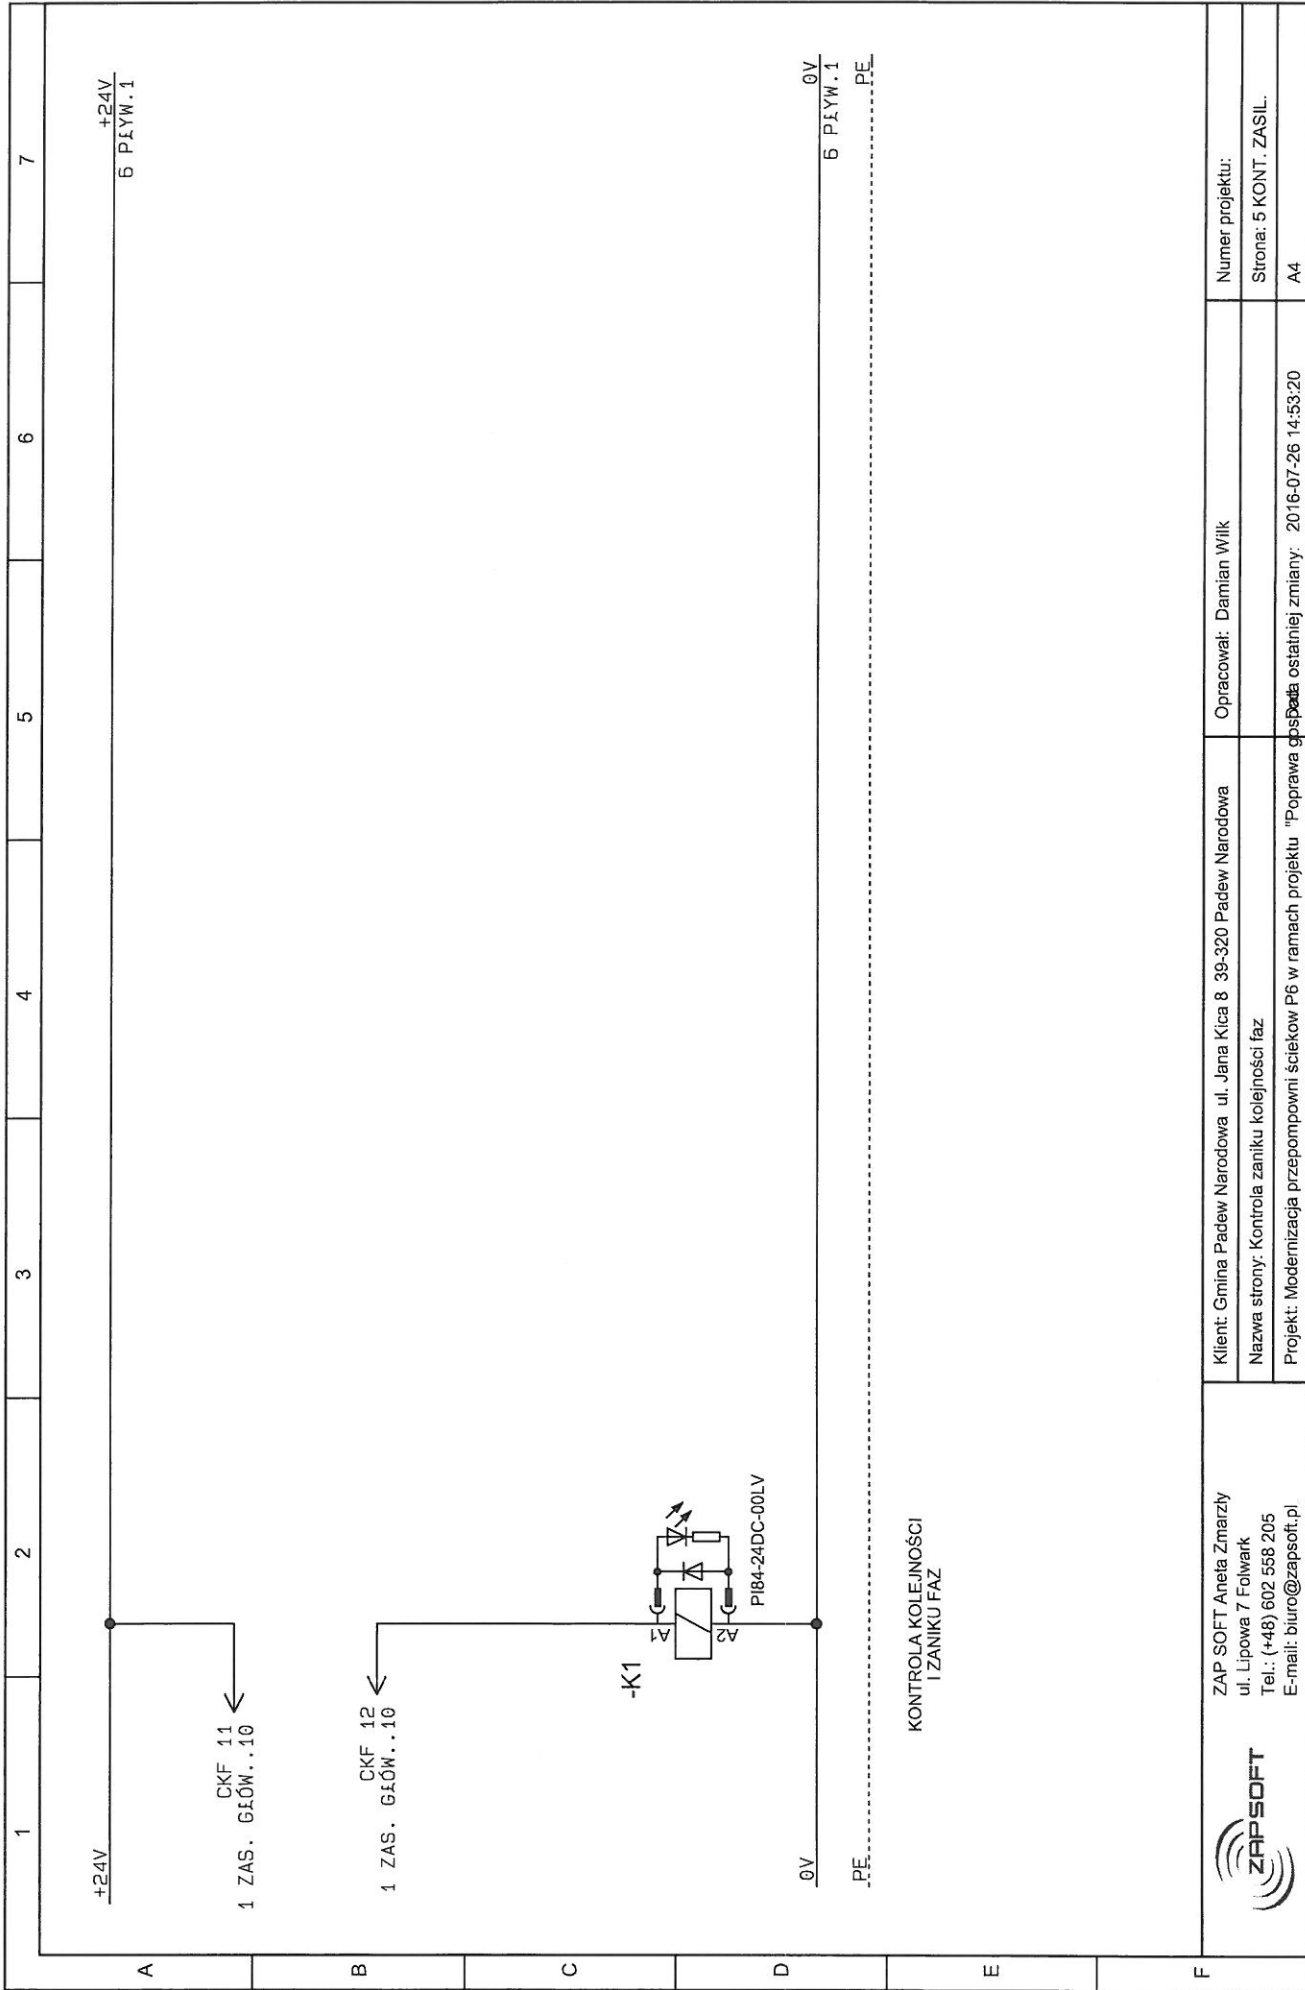 1 2 3 4 5 6 7
A
B
C
D
E
F
+24V
+24V
6 PŁYW.1
CKF 11
1 ZAS. GŁÓW..10
CKF 12
1 ZAS. GŁÓW..10
-K1
A1
A2
PI84-24DC-00LV
0V
0V
6 PŁYW.1
PE
PE
KONTROLA KOLEJNOŚCI
I ZANIKU FAZ
ZAPSOFT
ZAP SOFT Aneta Zmarzły
ul. Lipowa 7 Folwark
Tel.: (+48) 602 558 205
E-mail: biuro@zapsoft.pl
Klient: Gmina Padew Narodowa ul. Jana Kica 8 39-320 Padew Narodowa
Opracował: Damian Wilk
Numer projektu:
Nazwa strony: Kontrola zaniku kolejności faz
Strona: 5 KONT. ZASIL.
Projekt: Modernizacja przepompowni ściekow P6 w ramach projektu "Poprawa gospoda
Data ostatniej zmiany: 2016-07-26 14:53:20
A4